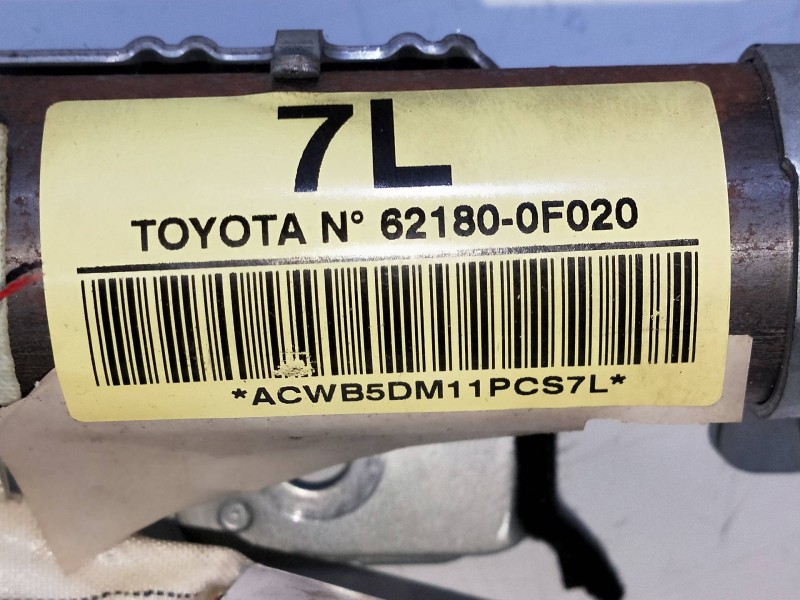 7L
TOYOTA N° 62180-0F020
*ACWB5DM11PCS7L*